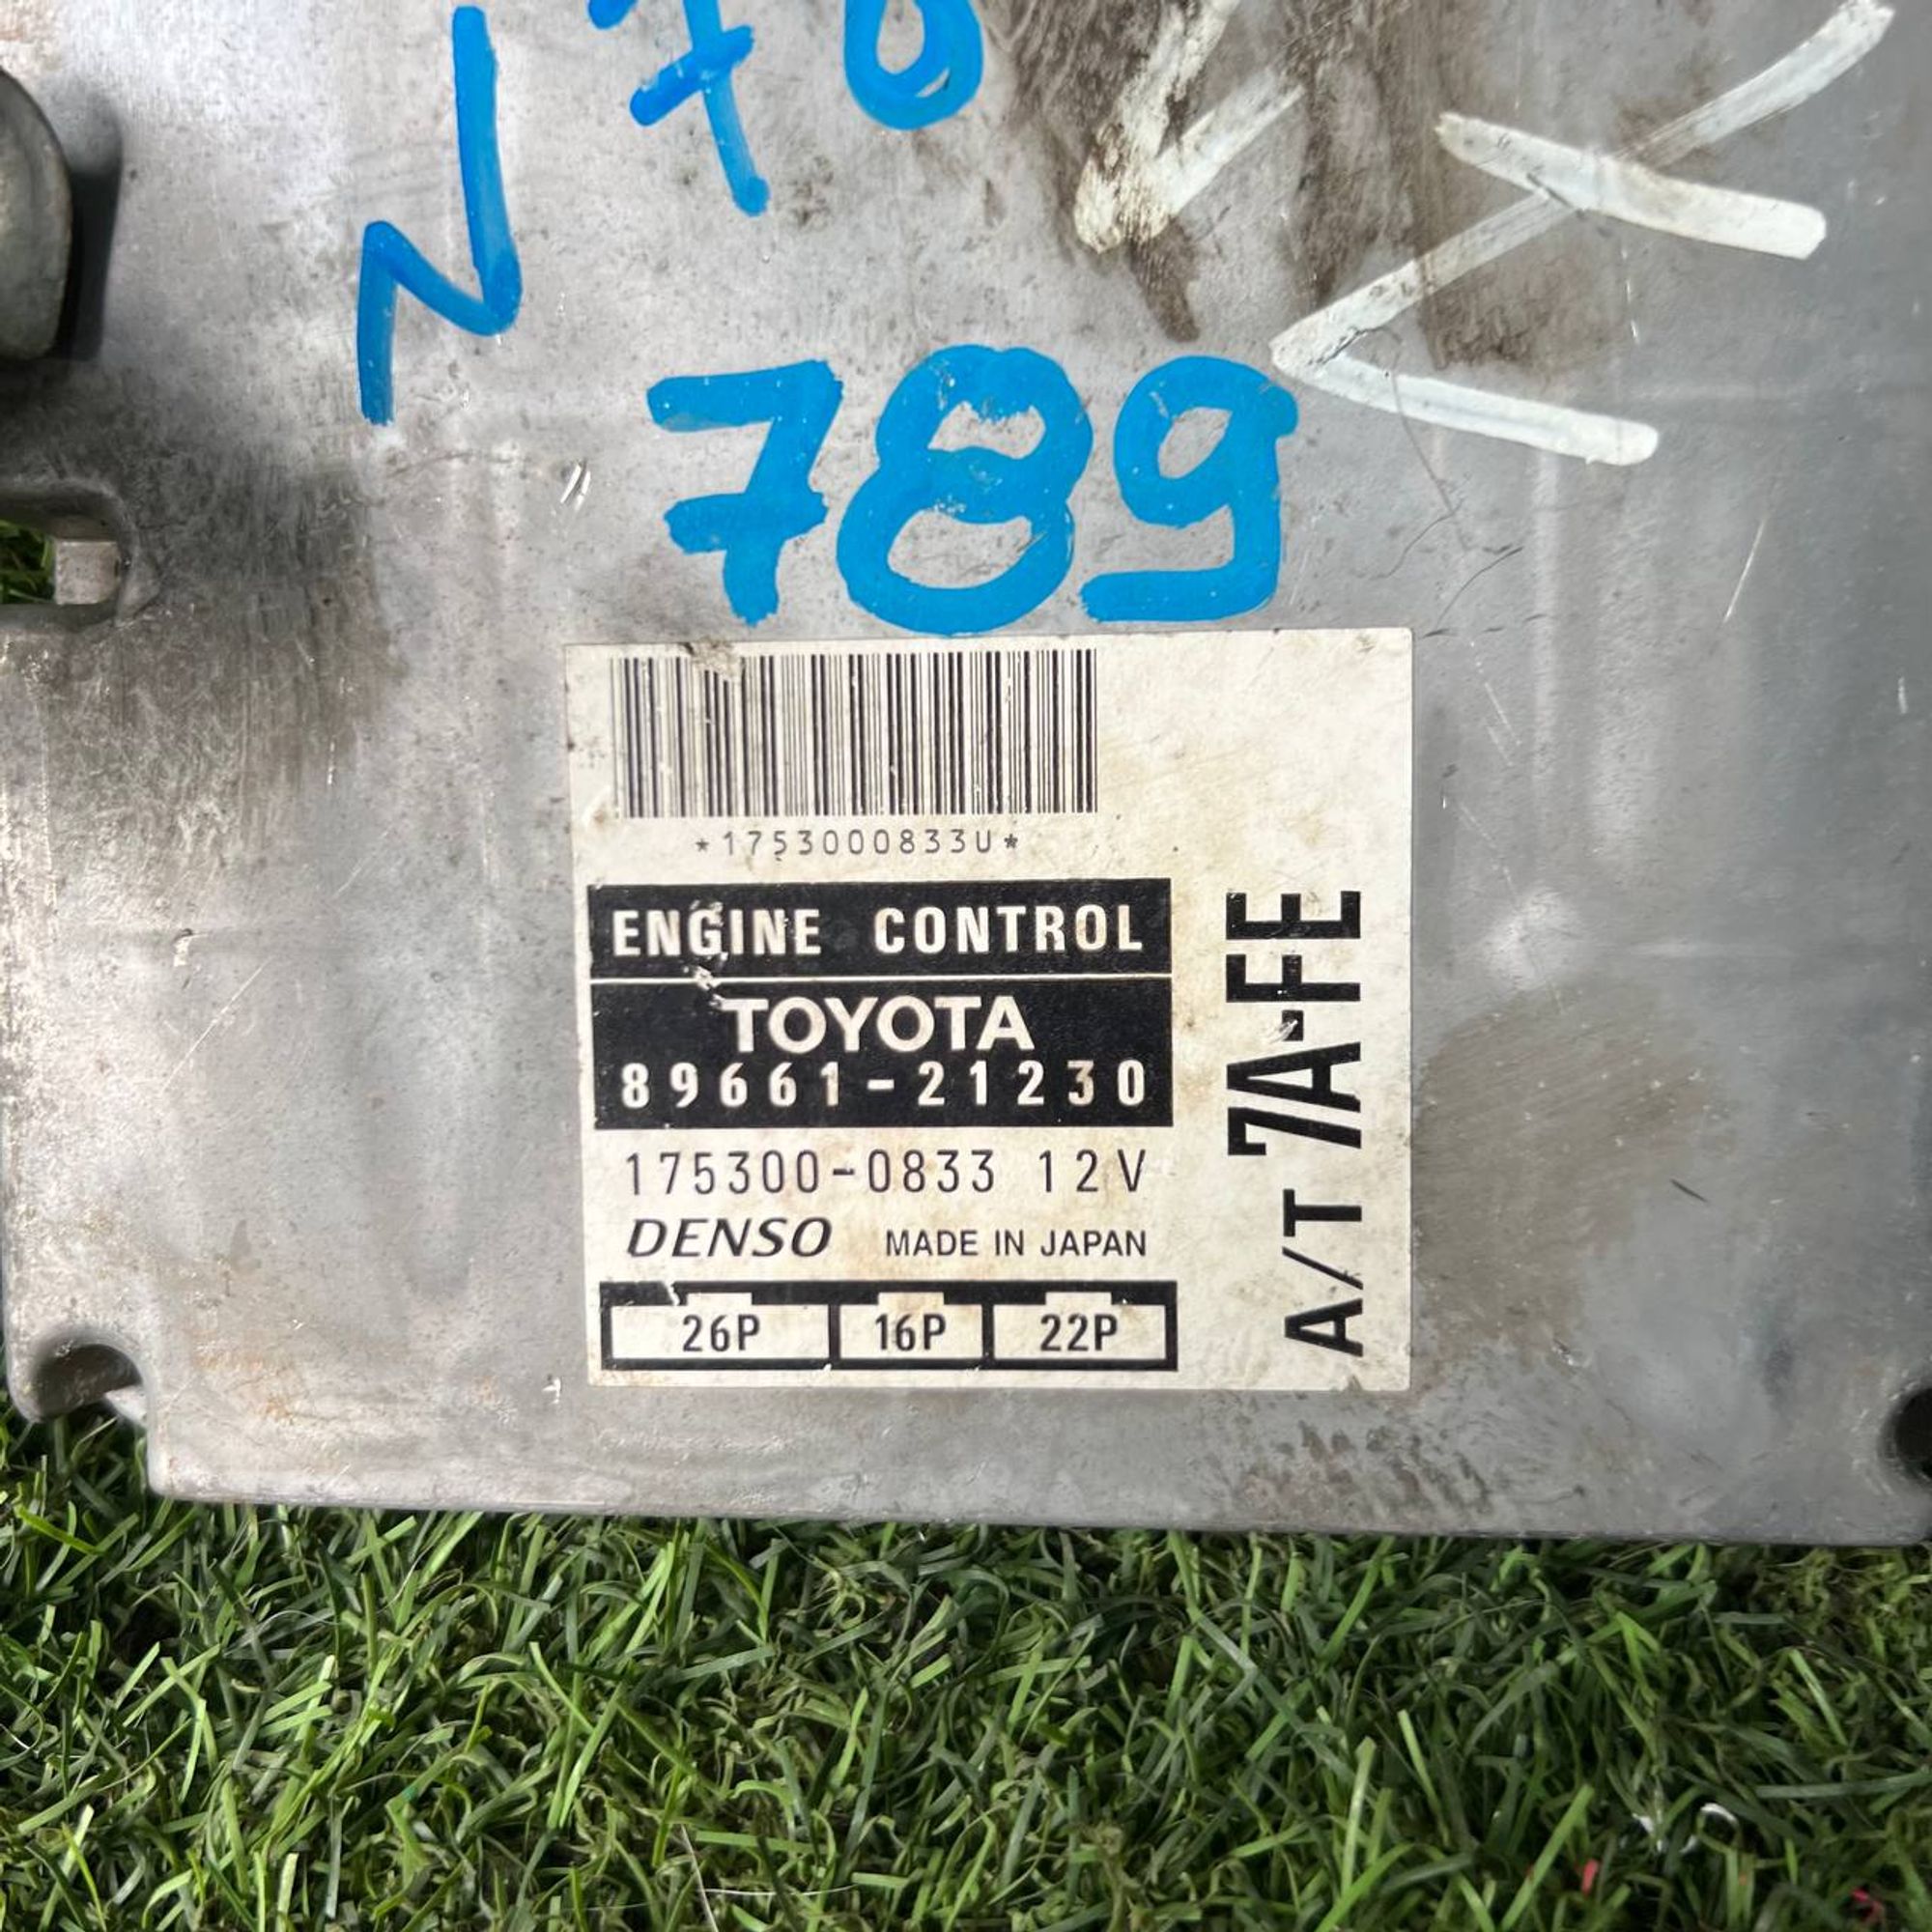 N 70
789
*1753000833U*
ENGINE CONTROL
TOYOTA
89661-21230
175300-0833 12V
DENSO MADE IN JAPAN
26P 16P 22P
A/T 7A-FE